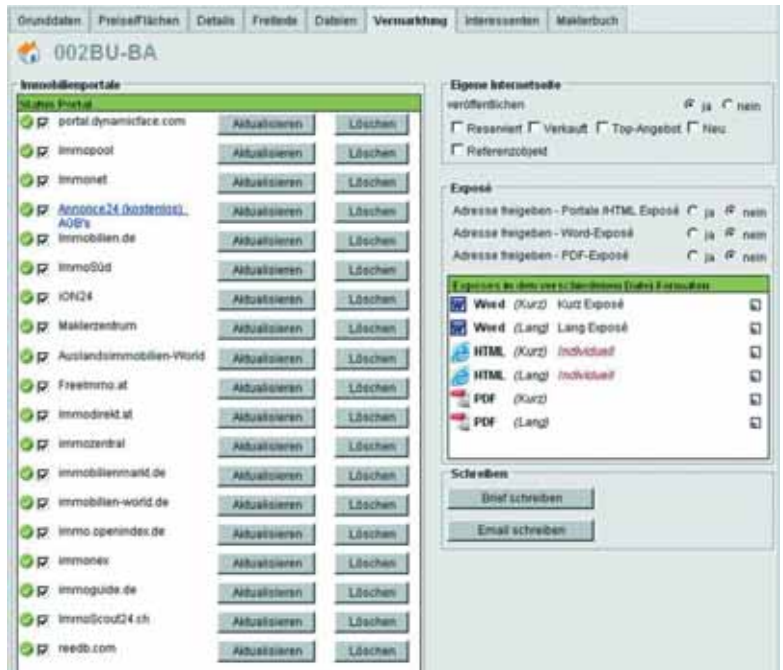 Grunddaten Preise/Flächen Details Freitexte Dateien Vermarktung Interessenten Maklerbuch
002BU-BA
Immobilienportale
Status Portal
portal.dynamicface.com Aktualisieren Löschen
Immopool Aktualisieren Löschen
Immonet Aktualisieren Löschen
Annonce24 (kostenlos) Aktualisieren Löschen
AGB's
Immobilien.de Aktualisieren Löschen
ImmoSüd Aktualisieren Löschen
ION24 Aktualisieren Löschen
Maklerzentrum Aktualisieren Löschen
Auslandsimmobilien-World Aktualisieren Löschen
FreeImmo.at Aktualisieren Löschen
Immodirekt.at Aktualisieren Löschen
immozentral Aktualisieren Löschen
immobilienmarkt.de Aktualisieren Löschen
immobilien-world.de Aktualisieren Löschen
immo.openindex.de Aktualisieren Löschen
immonex Aktualisieren Löschen
immoguide.de Aktualisieren Löschen
ImmoScout24.ch Aktualisieren Löschen
reedb.com Aktualisieren Löschen
Eigene Internetseite
veröffentlichen ja nein
Reserviert Verkauft Top-Angebot Neu
Referenzobjekt
Exposé
Adresse freigeben - Portale /HTML Exposé ja nein
Adresse freigeben - Word-Exposé ja nein
Adresse freigeben - PDF-Exposé ja nein
Exposes in den verschiedenen Datei-Formaten
Word (Kurz) Kurz Exposé
Word (Lang) Lang Exposé
HTML (Kurz) Individuell
HTML (Lang) Individuell
PDF (Kurz)
PDF (Lang)
Schreiben
Brief schreiben
Email schreiben